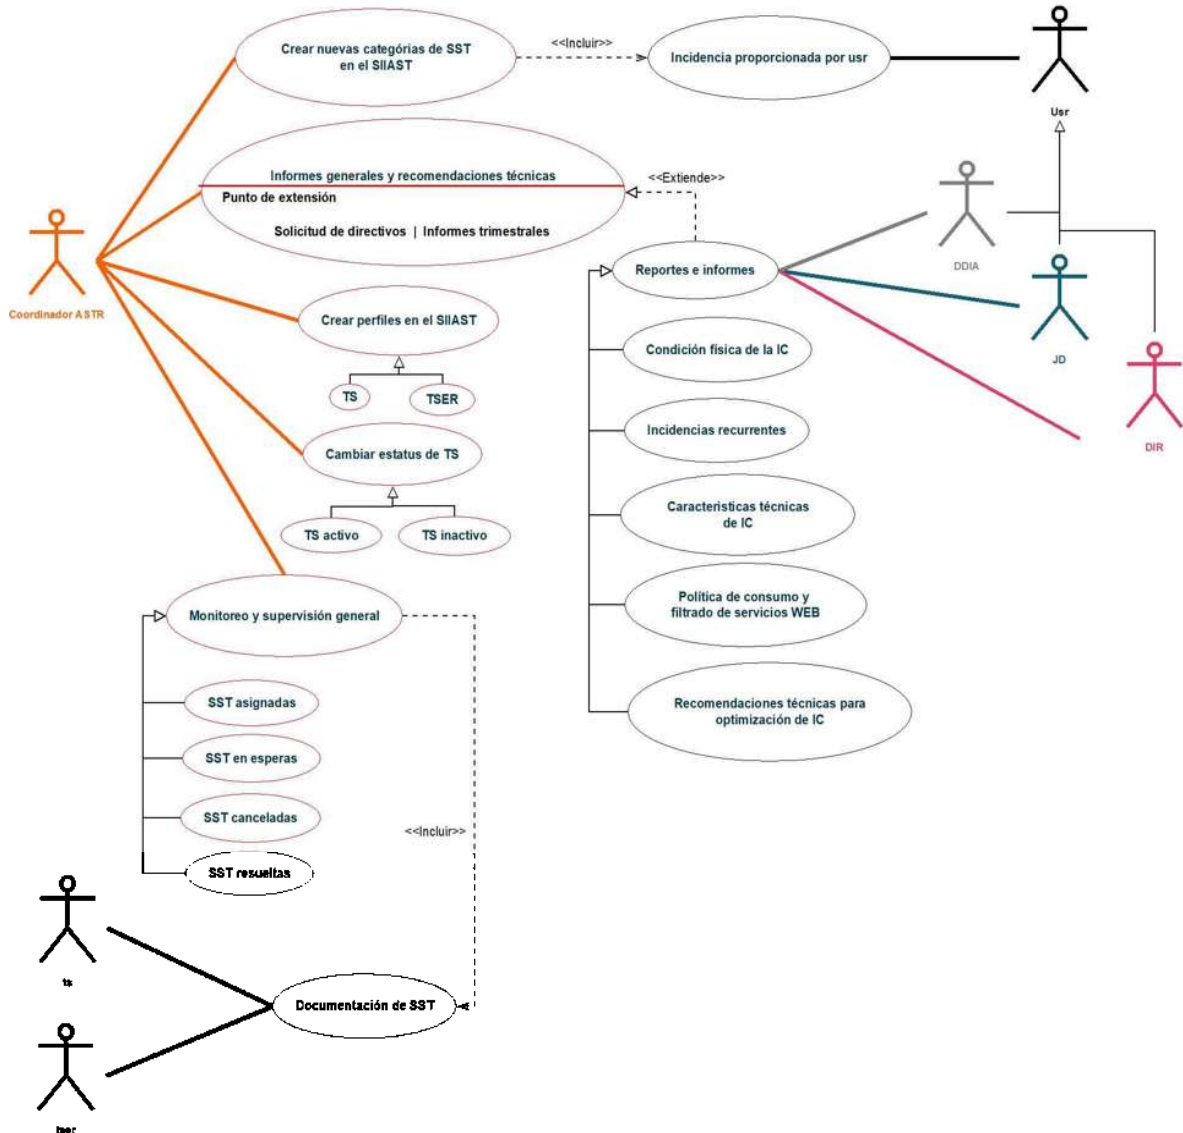 Crear nuevas categórias de SST
en el SIIAST
<<Incluir>>
Incidencia proporcionada por usr
Usr
Informes generales y recomendaciones técnicas
Punto de extensión
Solicitud de directivos | Informes trimestrales
<<Extiende>>
DDIA
Reportes e informes
Coordinador ASTR
Crear perfiles en el SIIAST
JD
Condición física de la IC
TS
TSER
DIR
Incidencias recurrentes
Cambiar estatus de TS
Caracteristicas técnicas
de IC
TS activo
TS inactivo
Política de consumo y
filtrado de servicios WEB
Monitoreo y supervisión general
SST asignadas
Recomendaciones técnicas para
optimización de IC
SST en esperas
SST canceladas
<<Incluir>>
SST resueltas
ts
Documentación de SST
tser